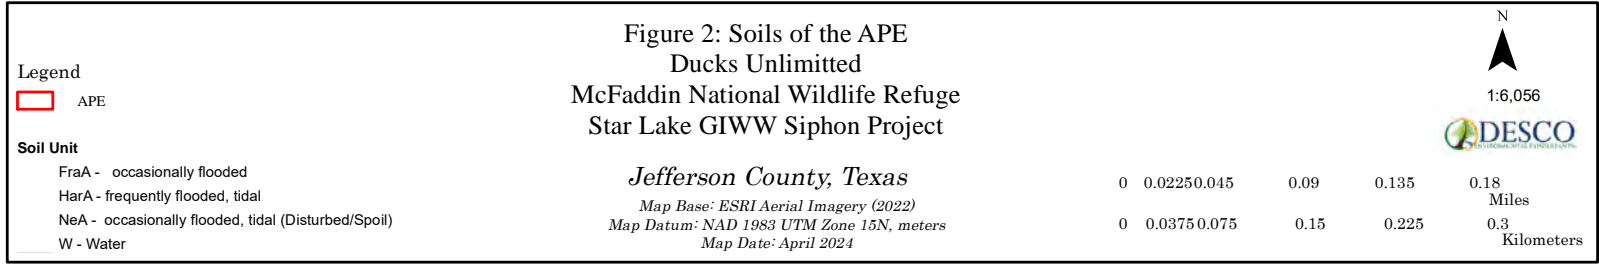 Legend
APE
Soil Unit
FraA - occasionally flooded
HarA - frequently flooded, tidal
NeA - occasionally flooded, tidal (Disturbed/Spoil)
W - Water
Figure 2: Soils of the APE
Ducks Unlimitted
McFaddin National Wildlife Refuge
Star Lake GIWW Siphon Project
Jefferson County, Texas
Map Base: ESRI Aerial Imagery (2022)
Map Datum: NAD 1983 UTM Zone 15N, meters
Map Date: April 2024
N
1:6,056
DESCO
ENVIRONMENTAL CONSULTANTS
0 0.0225 0.045 0.09 0.135 0.18
Miles
0 0.0375 0.075 0.15 0.225 0.3
Kilometers